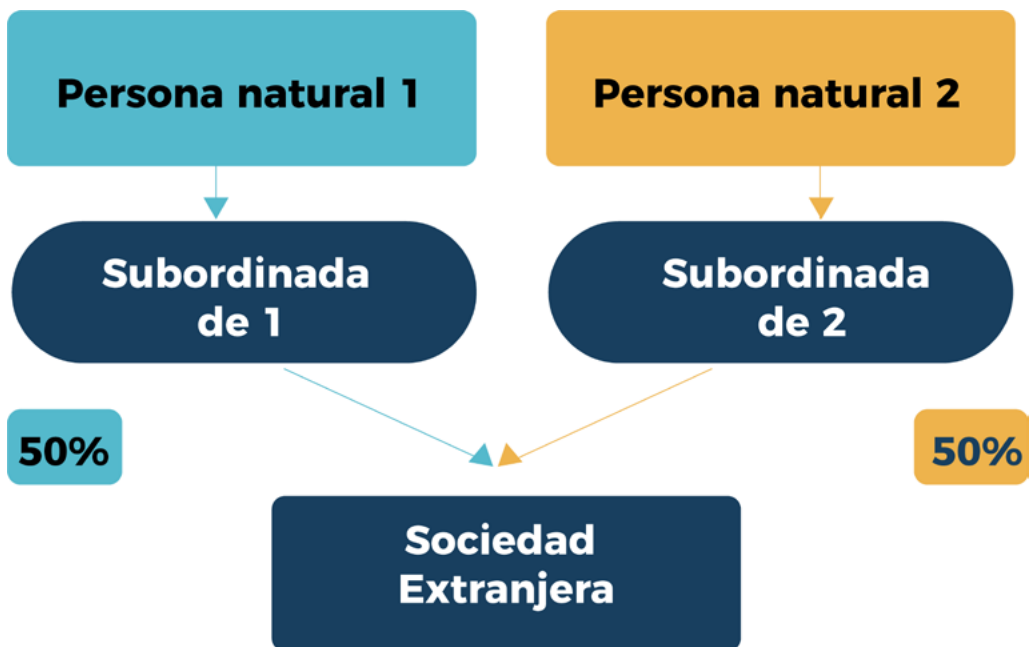 Persona natural 1
Persona natural 2
Subordinada
de 1
Subordinada
de 2
50%
50%
Sociedad
Extranjera